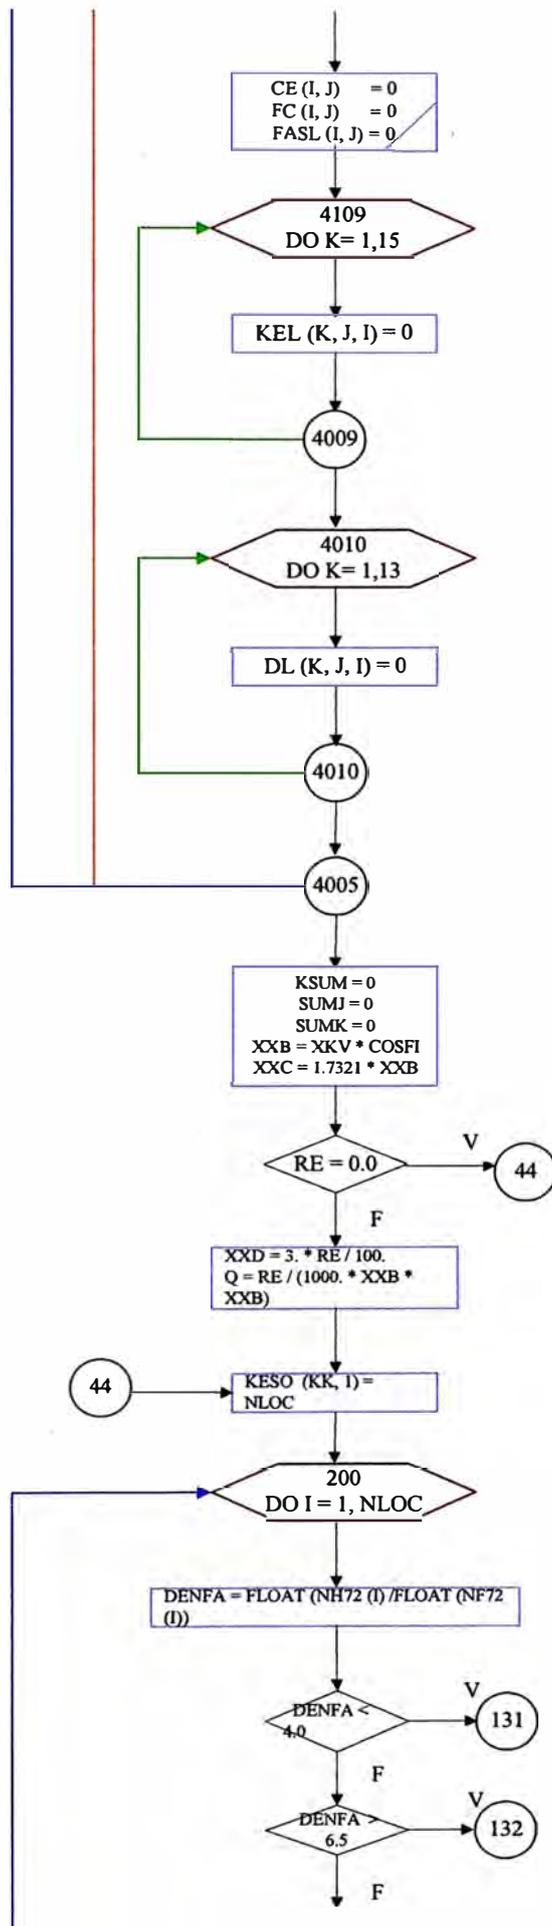 CE (I, J) = 0
FC (I, J) = 0
FASL (I, J) = 0
4109
DO K= 1,15
KEL (K, J, I) = 0
4009
4010
DO K= 1,13
DL (K, J, I) = 0
4010
4005
KSUM = 0
SUMJ = 0
SUMK = 0
XXB = XKV * COSFI
XXC = 1.7321 * XXB
RE = 0.0
V
44
F
XXD = 3. * RE / 100.
Q = RE / (1000. * XXB *
XXB)
44
KESO (KK, 1) =
NLOC
200
DO I = 1, NLOC
DENFA = FLOAT (NH72 (I) /FLOAT (NF72
(I))
DENFA <
4.0
V
131
F
DENFA >
6.5
V
132
F